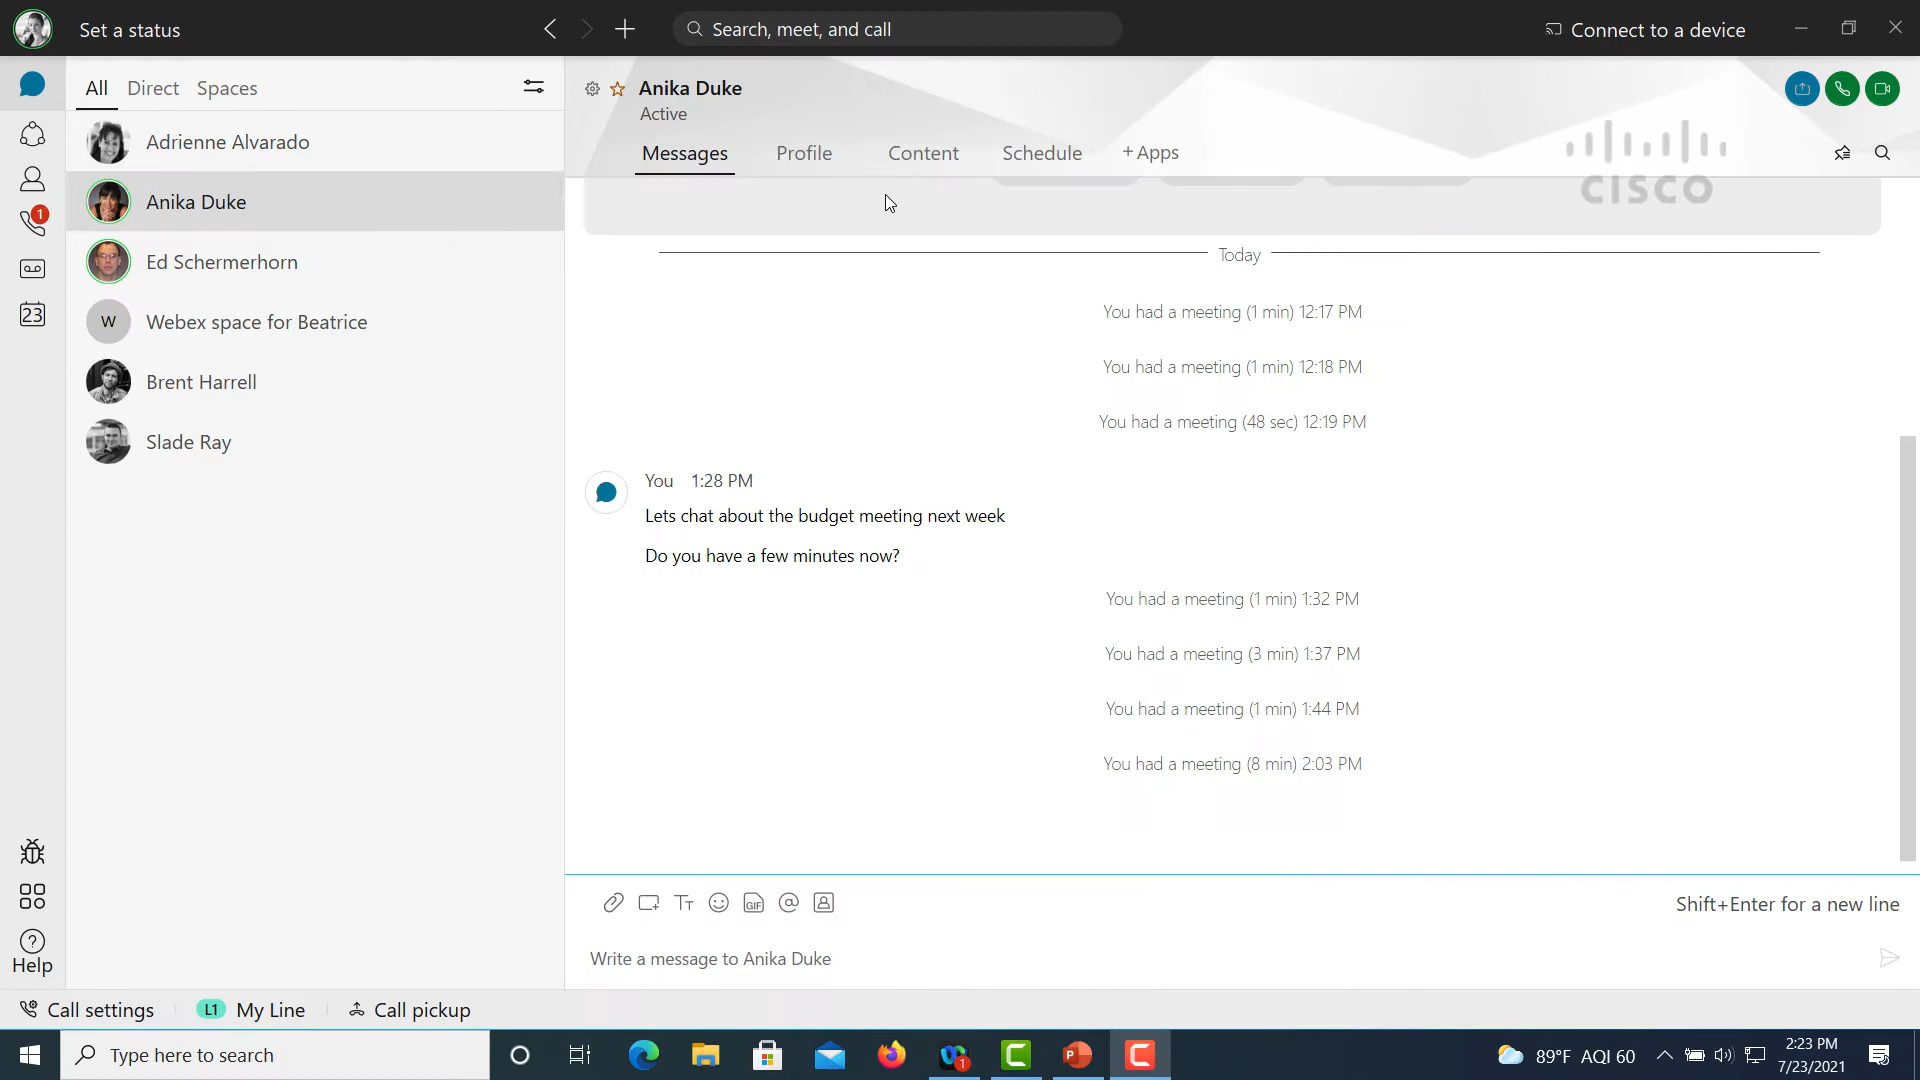 Set a status
Search, meet, and call
Connect to a device
All
Direct
Spaces
Adrienne Alvarado
Anika Duke
Ed Schermerhorn
W
Webex space for Beatrice
Brent Harrell
Slade Ray
1
23
Help
Anika Duke
Active
Messages
Profile
Content
Schedule
+ Apps
CISCO
Today
You had a meeting (1 min) 12:17 PM
You had a meeting (1 min) 12:18 PM
You had a meeting (48 sec) 12:19 PM
You 1:28 PM
Lets chat about the budget meeting next week
Do you have a few minutes now?
You had a meeting (1 min) 1:32 PM
You had a meeting (3 min) 1:37 PM
You had a meeting (1 min) 1:44 PM
You had a meeting (8 min) 2:03 PM
GIF
Shift+Enter for a new line
Write a message to Anika Duke
Call settings
L1 My Line
Call pickup
Type here to search
1
P
89°F AQI 60
2:23 PM
7/23/2021